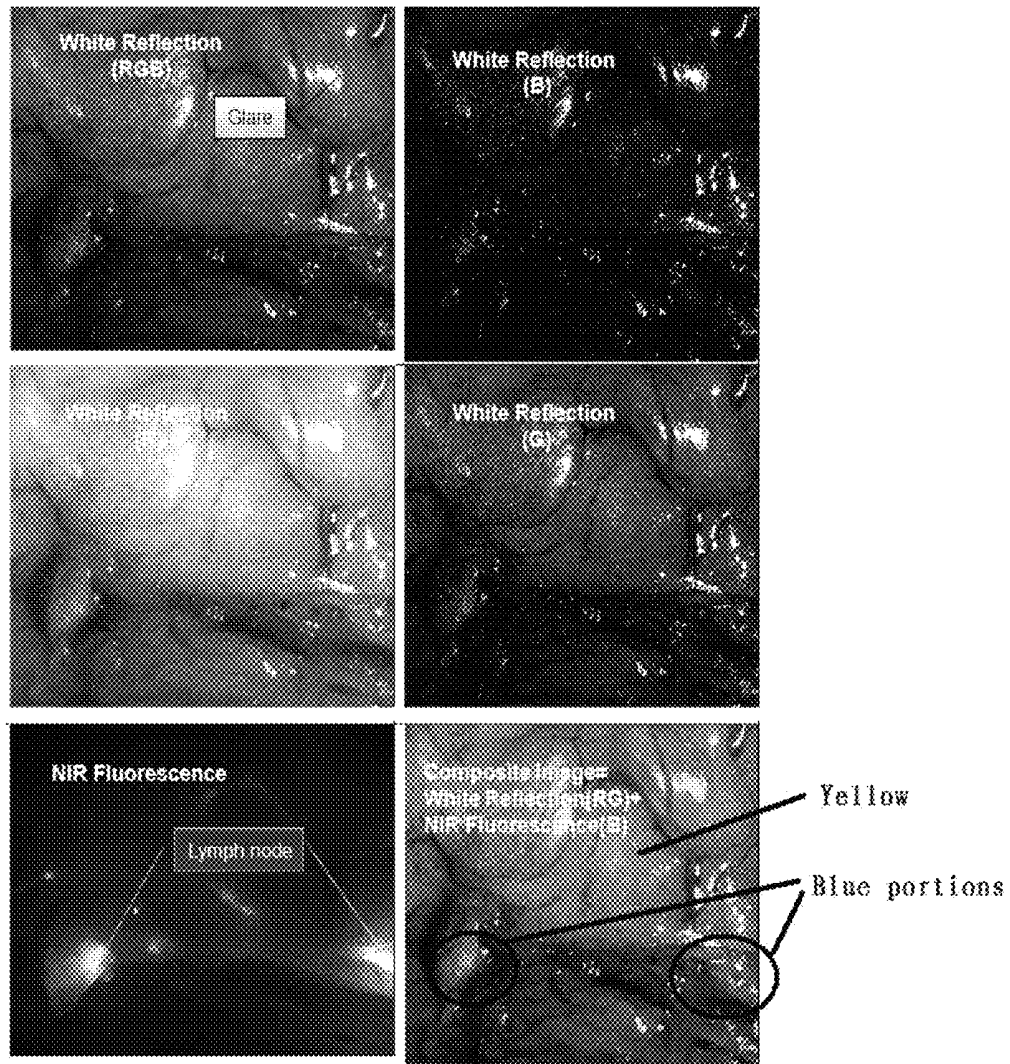 White Reflection
(RGB)
Glare
White Reflection
(B)
White Reflection
White Reflection
(G)
NIR Fluorescence
Lymph node
Composite Image=
White Reflection(RG)+
NIR Fluorescence(B)
Yellow
Blue portions